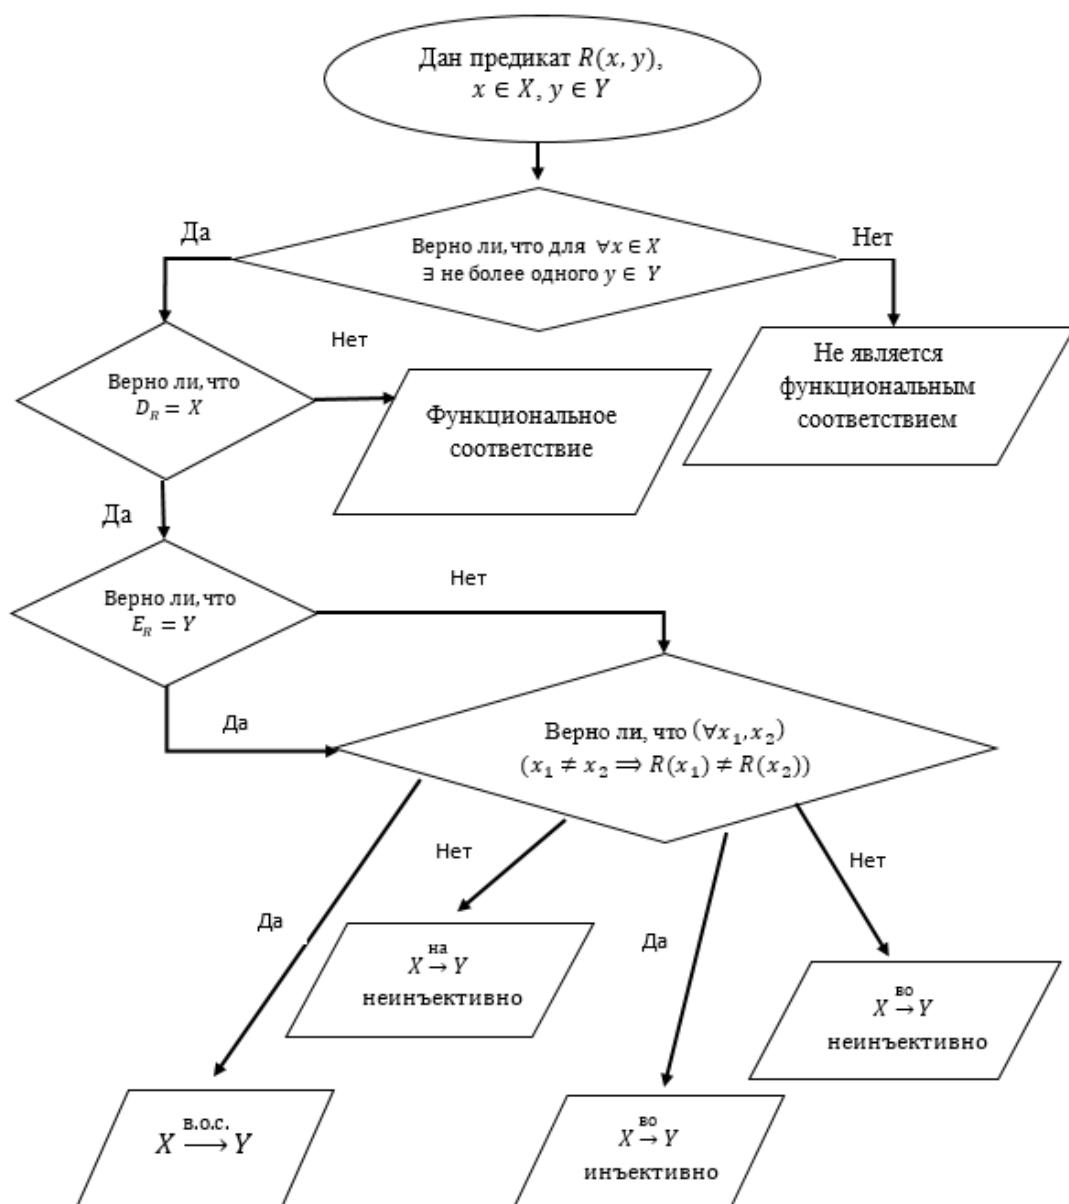 Дан предикат R(x, y),
x ∈ X, y ∈ Y
Да
Верно ли, что для ∀x ∈ X
∃ не более одного y ∈ Y
Нет
Верно ли, что
D_R = X
Нет
Функциональное
соответствие
Не является
функциональным
соответствием
Да
Верно ли, что
E_R = Y
Нет
Да
Верно ли, что (∀x₁, x₂)
(x₁ ≠ x₂ ⟹ R(x₁) ≠ R(x₂))
Да
Нет
Да
Нет
на
X → Y
неинъективно
во
X → Y
неинъективно
в.о.с.
X ⟶ Y
во
X → Y
инъективно